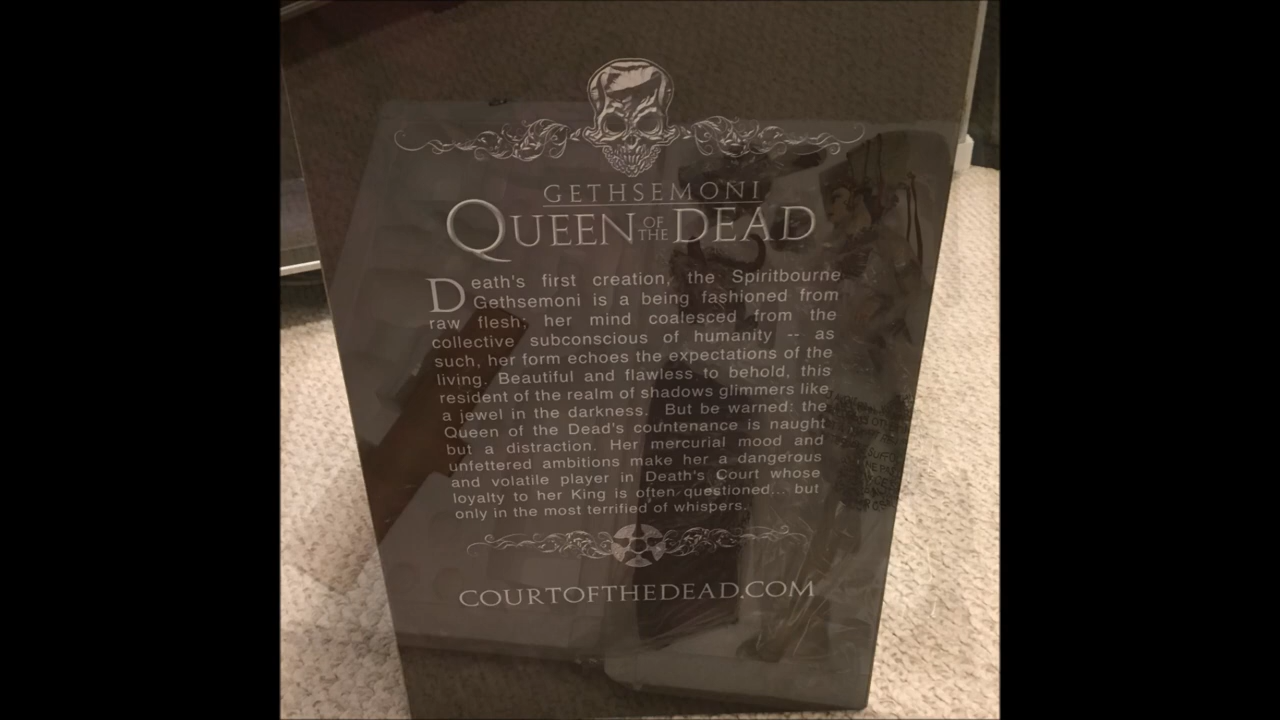 GETHSEMONI
QUEEN OF THE DEAD
Death's first creation, the Spiritbourne
Gethsemoni is a being fashioned from
raw flesh; her mind coalesced from the
collective subconscious of humanity -- as
such, her form echoes the expectations of the
living. Beautiful and flawless to behold, this
resident of the realm of shadows glimmers like
a jewel in the darkness. But be warned: the
Queen of the Dead's countenance is naught
but a distraction. Her mercurial mood and
unfettered ambitions make her a dangerous
and volatile player in Death's Court whose
loyalty to her King is often questioned... but
only in the most terrified of whispers.
COURTOFTHEDEAD.COM